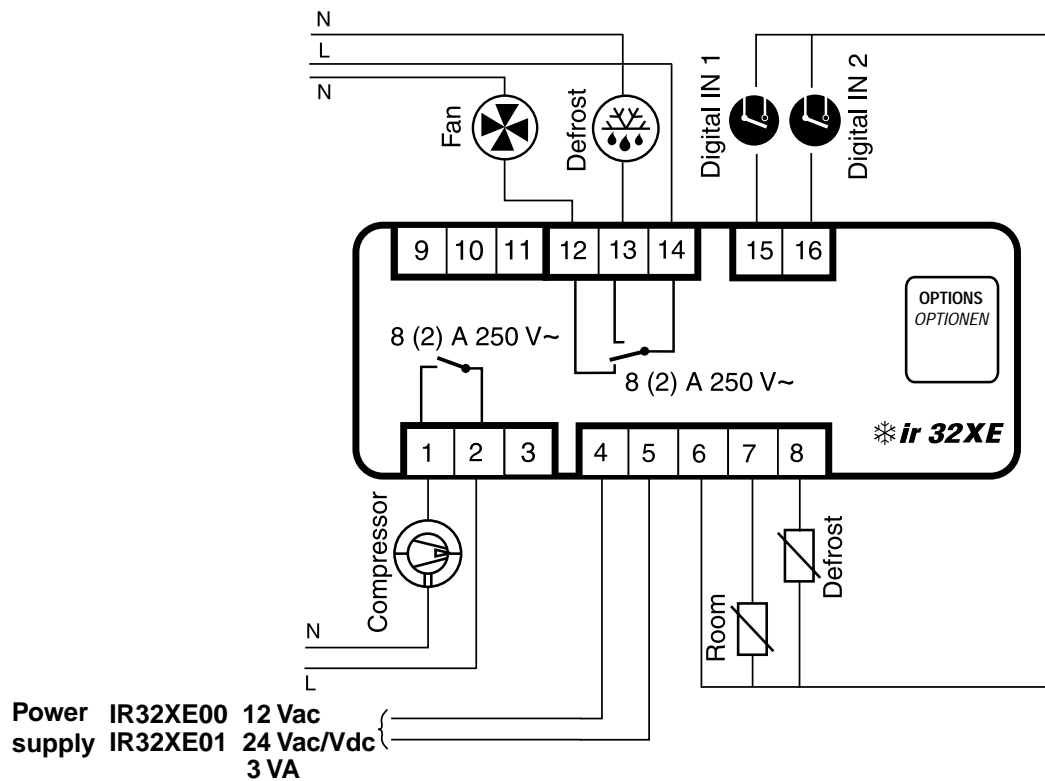 N
L
N
Fan
Defrost
Digital IN 1
Digital IN 2
9 10 11 12 13 14 15 16
OPTIONS
OPTIONEN
8 (2) A 250 V~
8 (2) A 250 V~
ir 32XE
1 2 3 4 5 6 7 8
Compressor
Room
Defrost
N
L
Power IR32XE00 12 Vac
supply IR32XE01 24 Vac/Vdc
3 VA